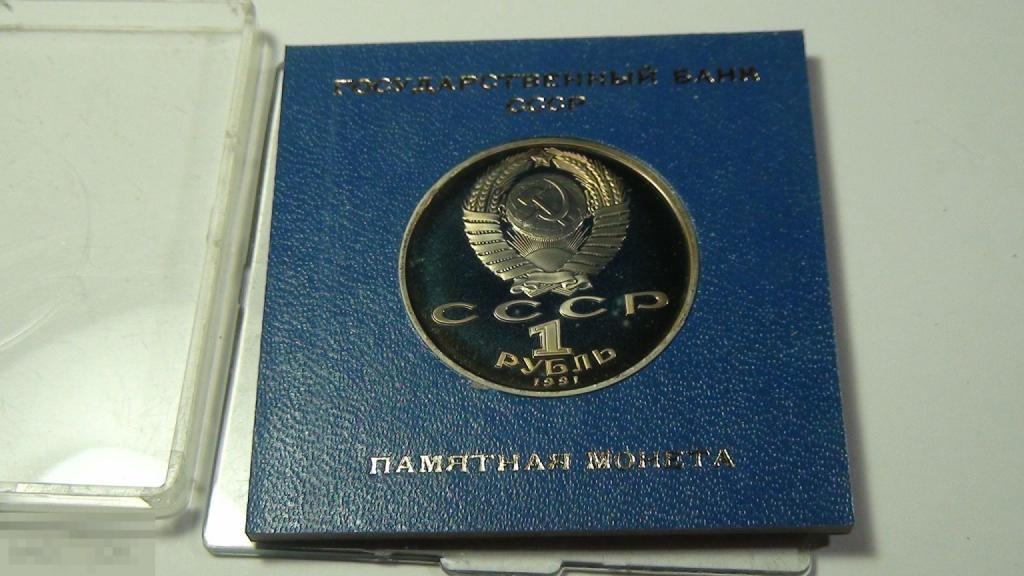 ГОСУДАРСТВЕННЫЙ БАНК
СССР
СССР
1
РУБЛЬ
1991
ПАМЯТНАЯ МОНЕТА